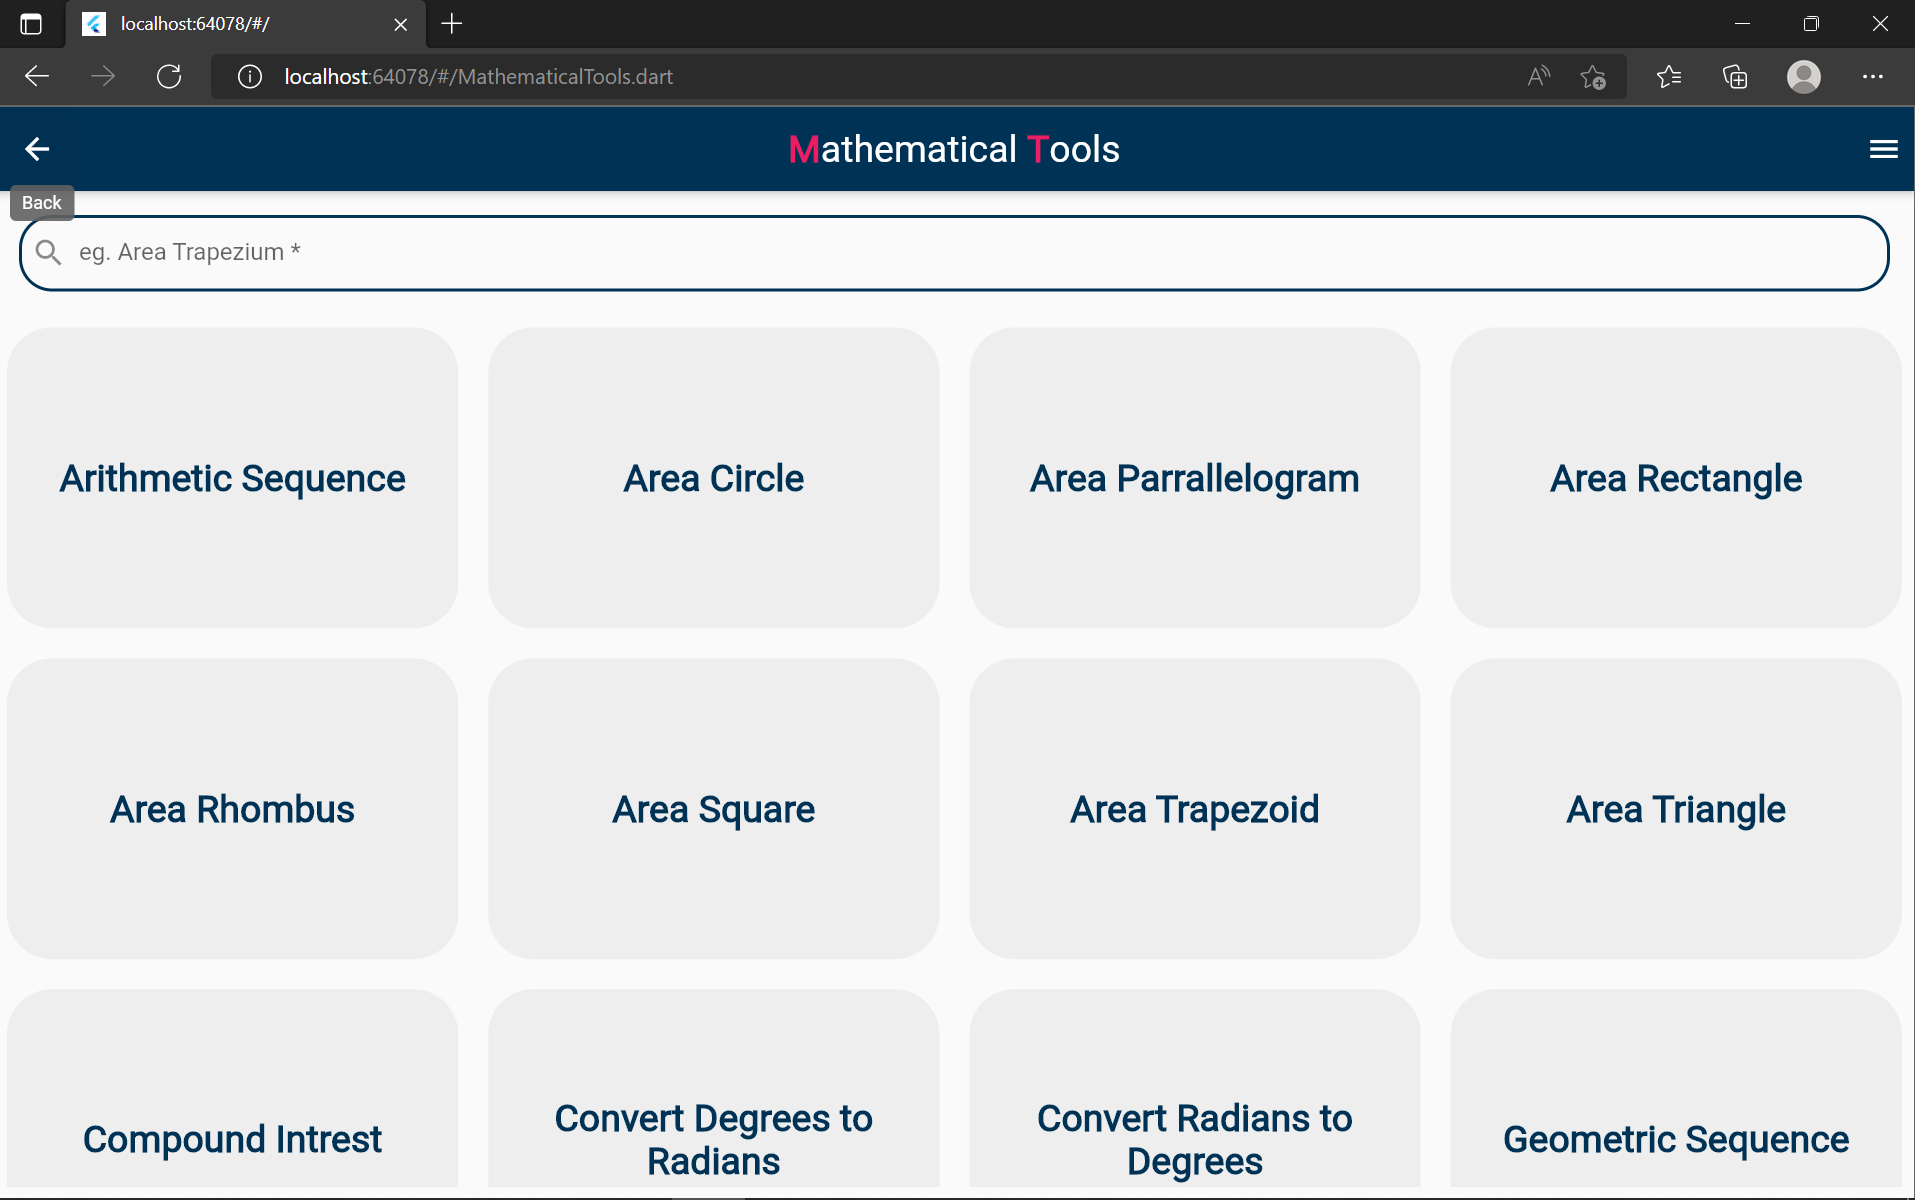 localhost:64078/#/
localhost:64078/#/MathematicalTools.dart
Mathematical Tools
Back
eg. Area Trapezium *
Arithmetic Sequence
Area Circle
Area Parrallelogram
Area Rectangle
Area Rhombus
Area Square
Area Trapezoid
Area Triangle
Compound Intrest
Convert Degrees to
Radians
Convert Radians to
Degrees
Geometric Sequence